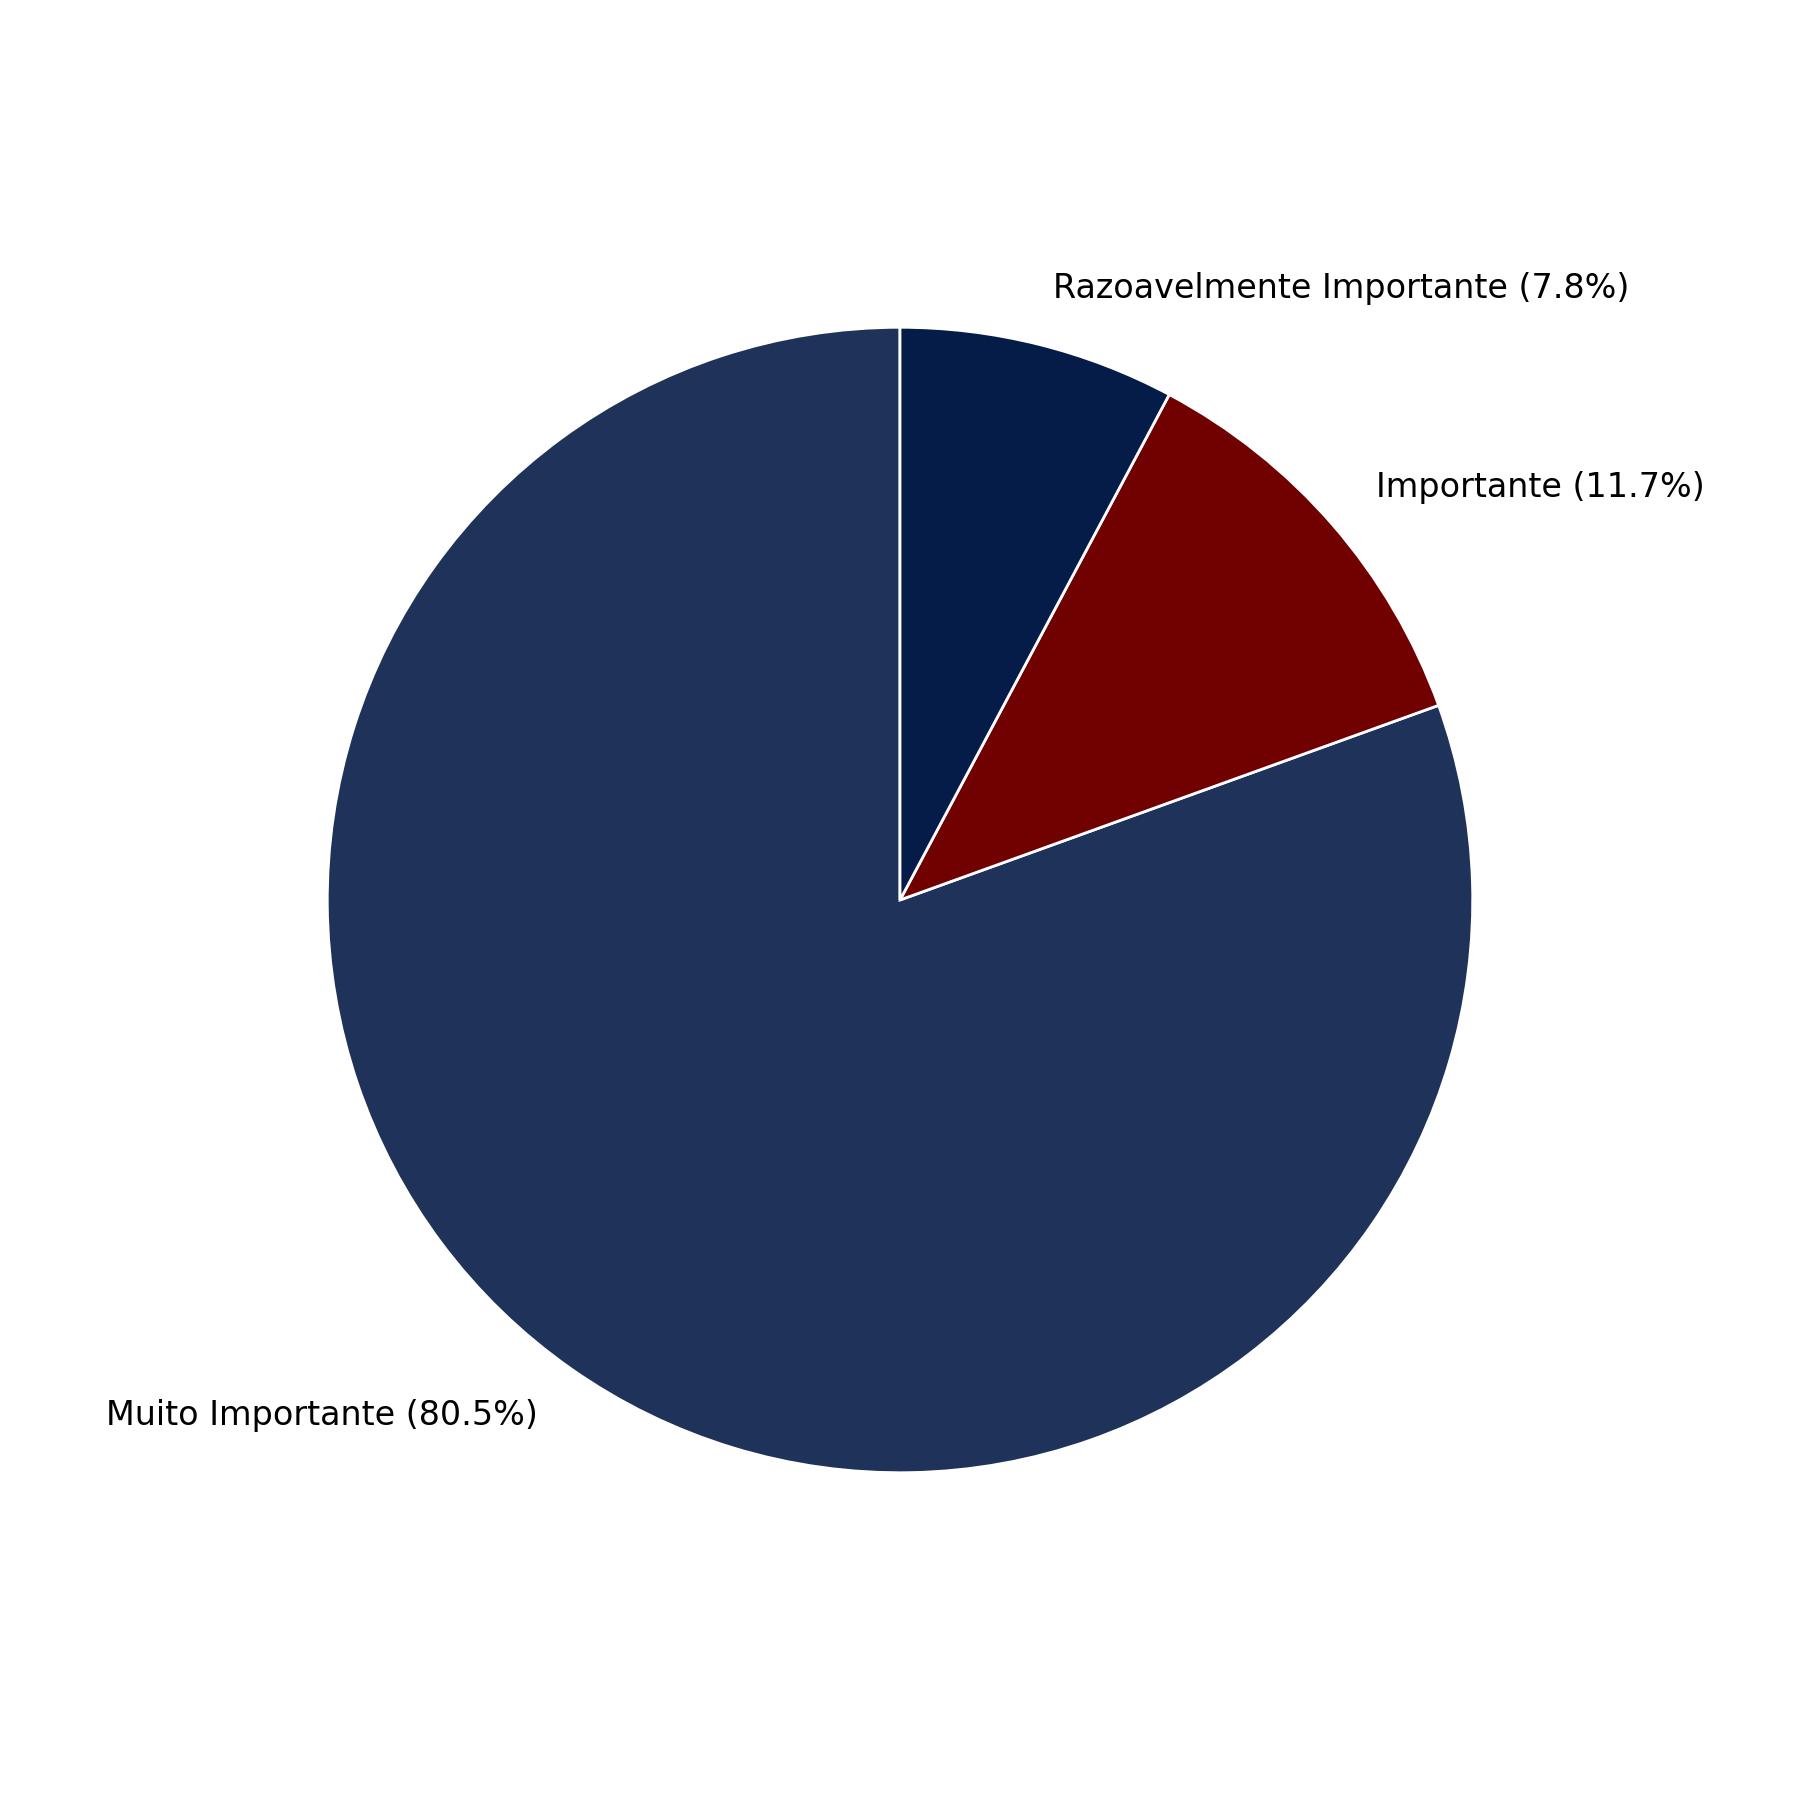 Razoavelmente Importante (7.8%)
Importante (11.7%)
Muito Importante (80.5%)